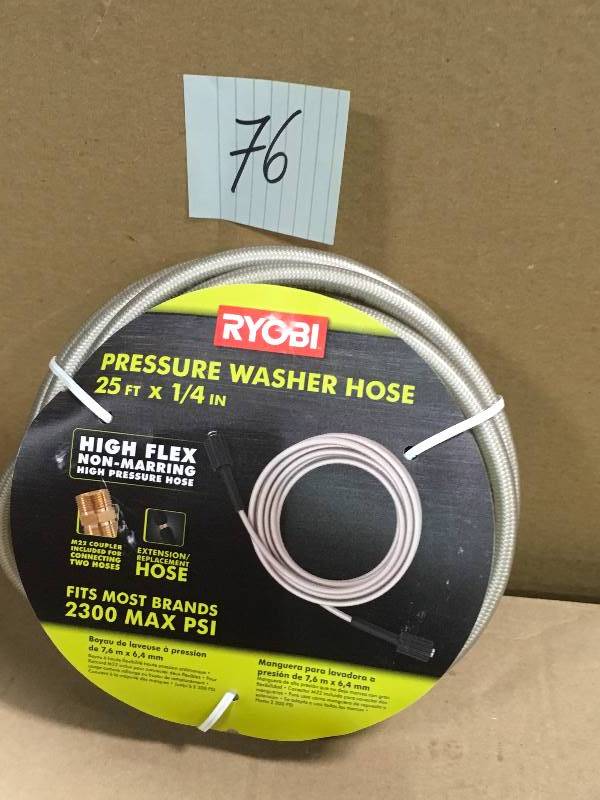 76
RYOBI
PRESSURE WASHER HOSE
25 FT X 1/4 IN
HIGH FLEX
NON-MARRING
HIGH PRESSURE HOSE
M22 COUPLER
INCLUDED FOR
CONNECTING
TWO HOSES
EXTENSION/
REPLACEMENT
HOSE
FITS MOST BRANDS
2300 MAX PSI
Boyau de laveuse à pression
de 7,6 m x 6,4 mm
Manguera para lavadora a
presión de 7,6 m x 6,4 mm